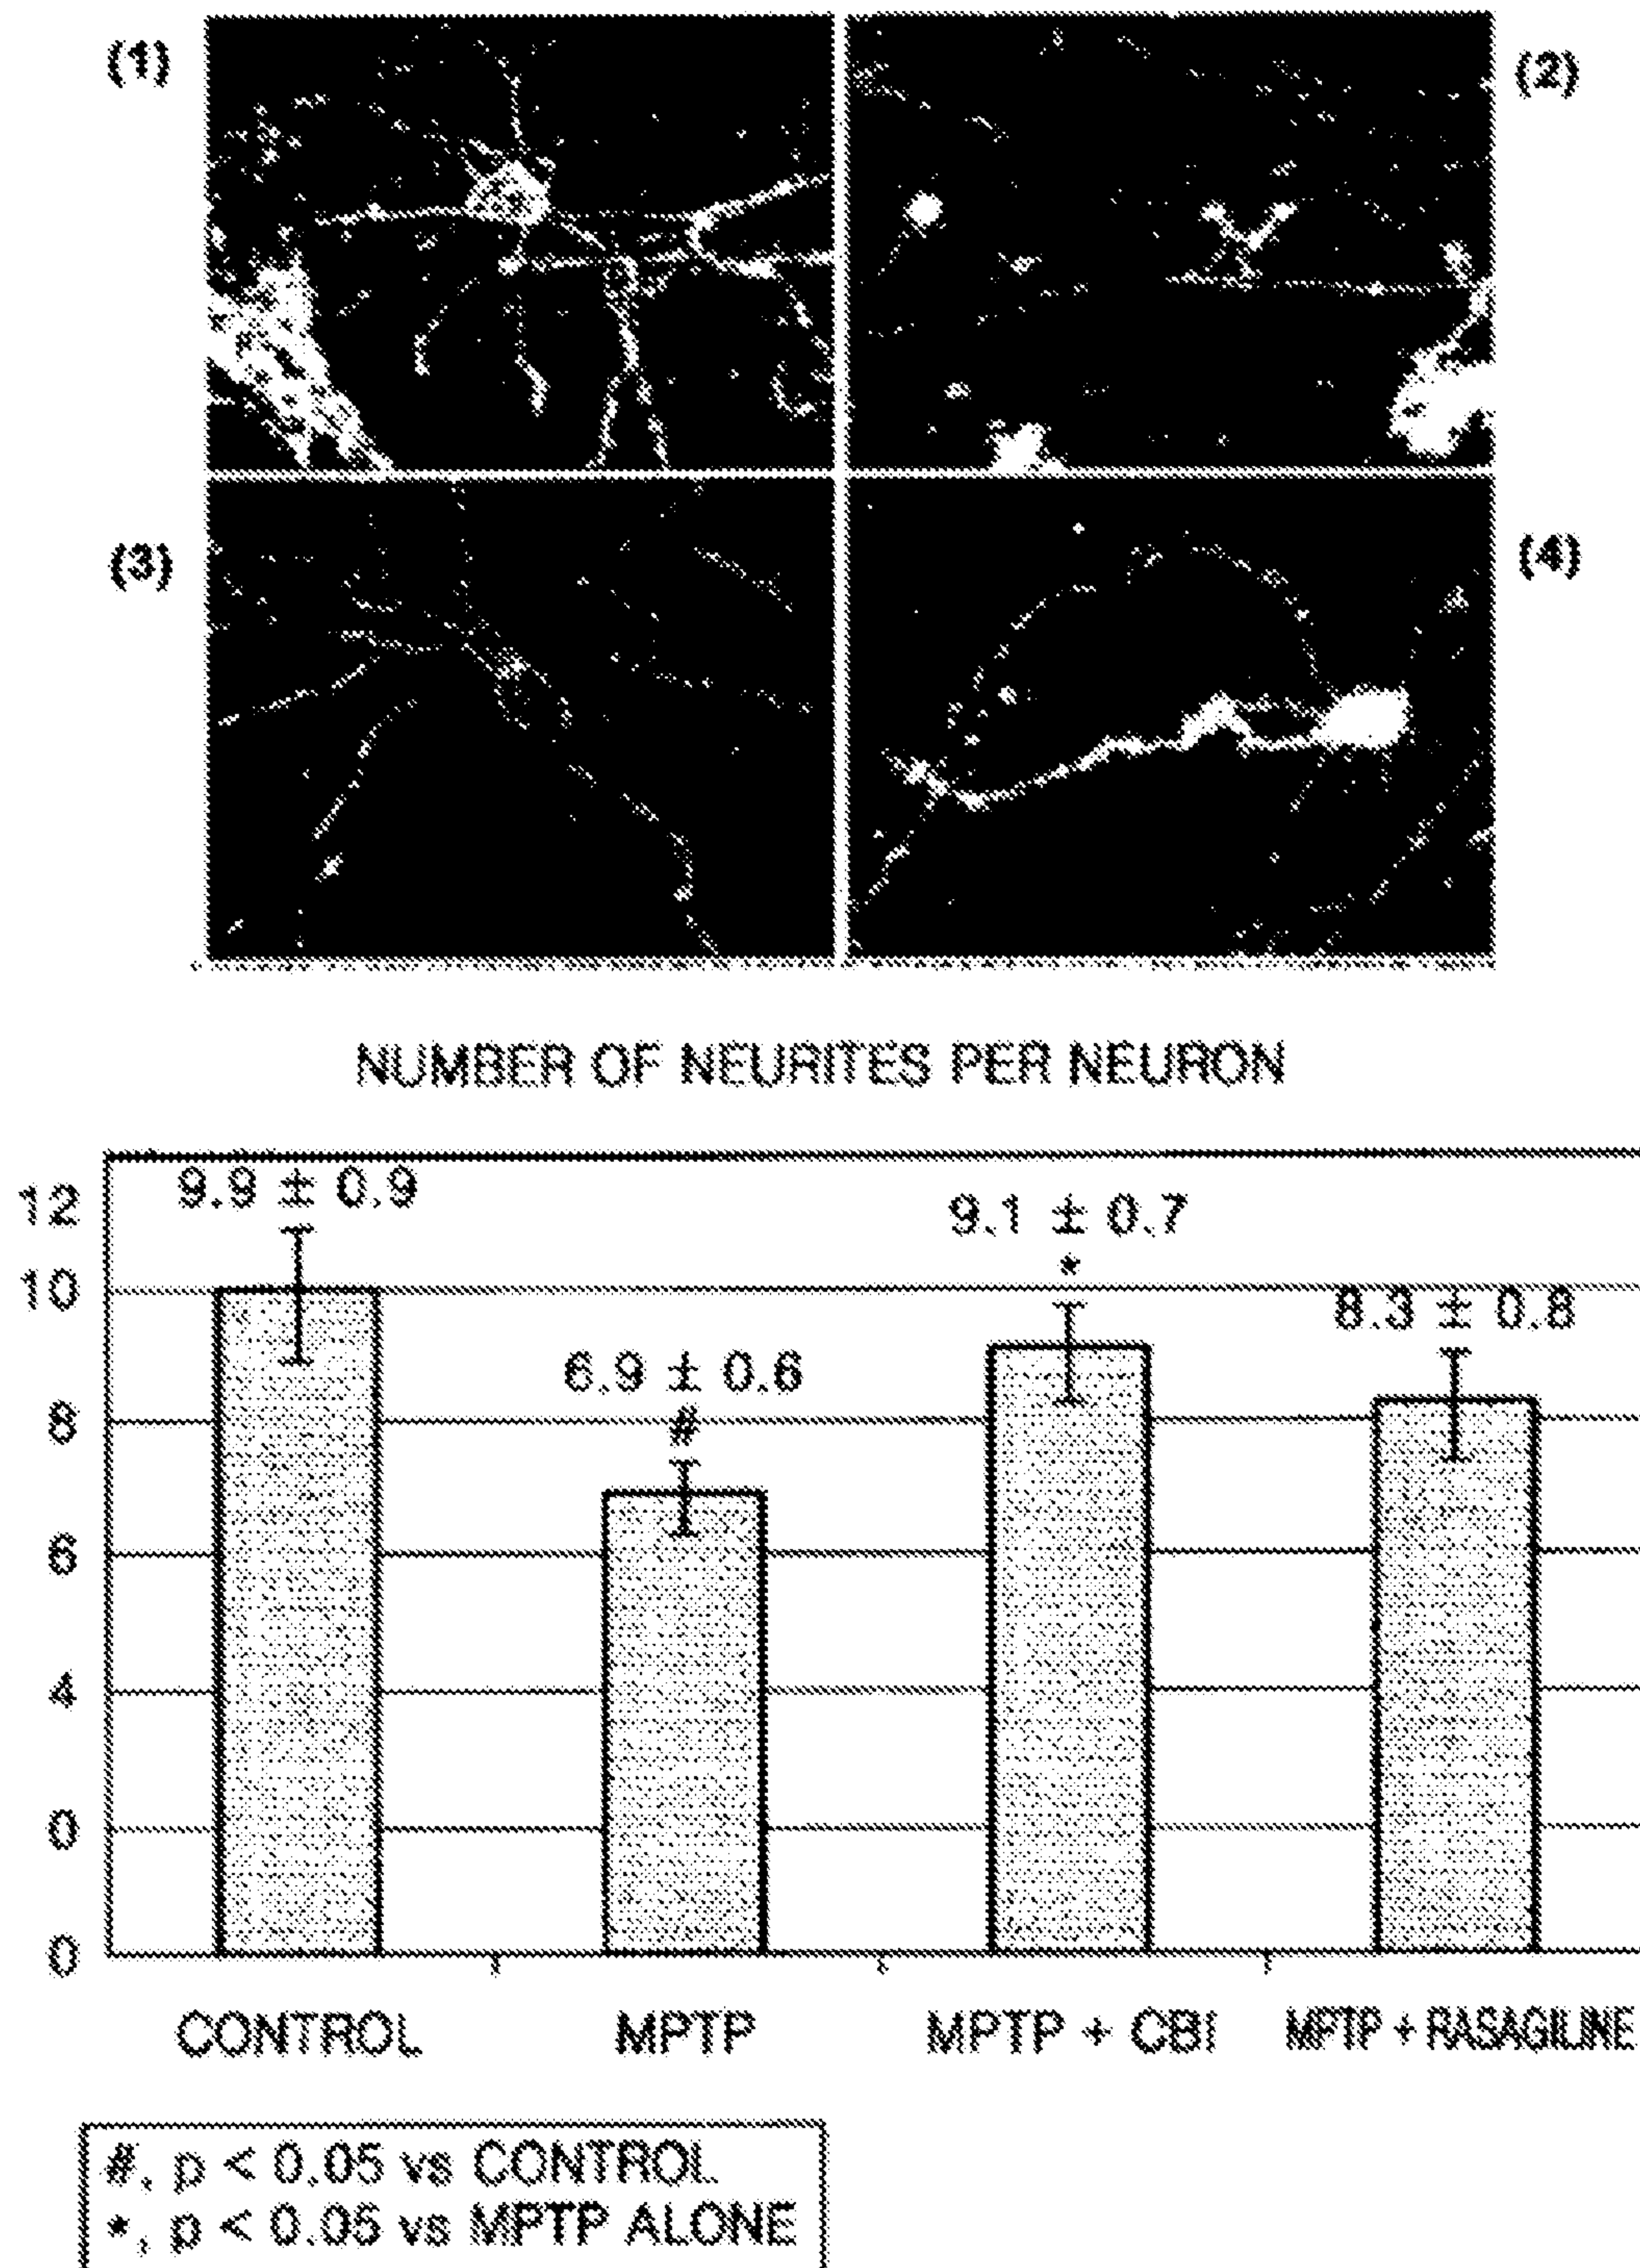 (1)
(2)
(3)
(4)
NUMBER OF NEURITES PER NEURON
12
10
8
6
4
0
0
9.9 ± 0.9
6.9 ± 0.6
#
9.1 ± 0.7
*
8.3 ± 0.8
CONTROL
MPTP
MPTP + CBI
MPTP + RASAGILINE
#, p < 0.05 vs CONTROL
*, p < 0.05 vs MPTP ALONE